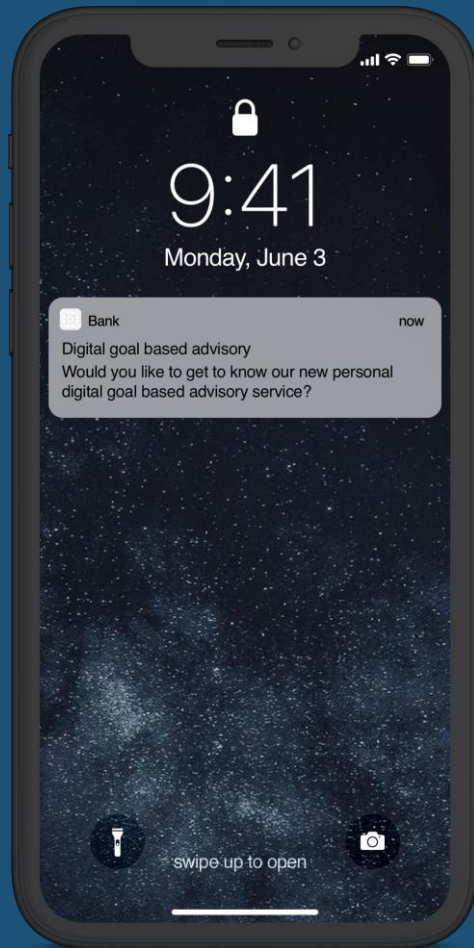 9:41
Monday, June 3
Bank now
Digital goal based advisory
Would you like to get to know our new personal
digital goal based advisory service?
swipe up to open